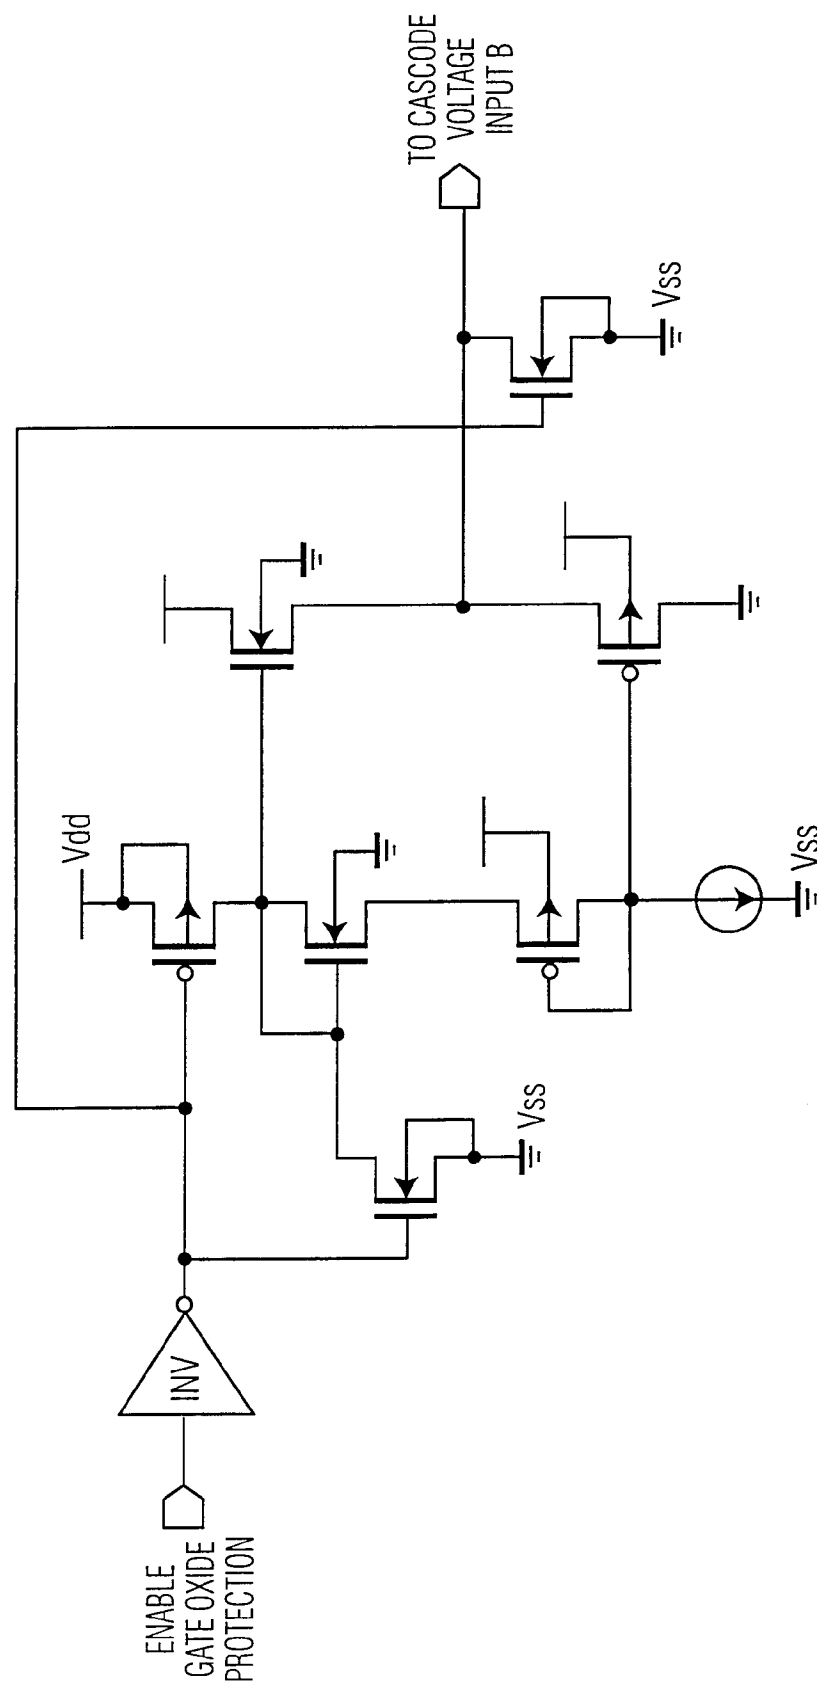 ENABLE
GATE OXIDE
PROTECTION
INV
Vdd
Vss
Vss
Vss
TO CASCODE
VOLTAGE
INPUT B